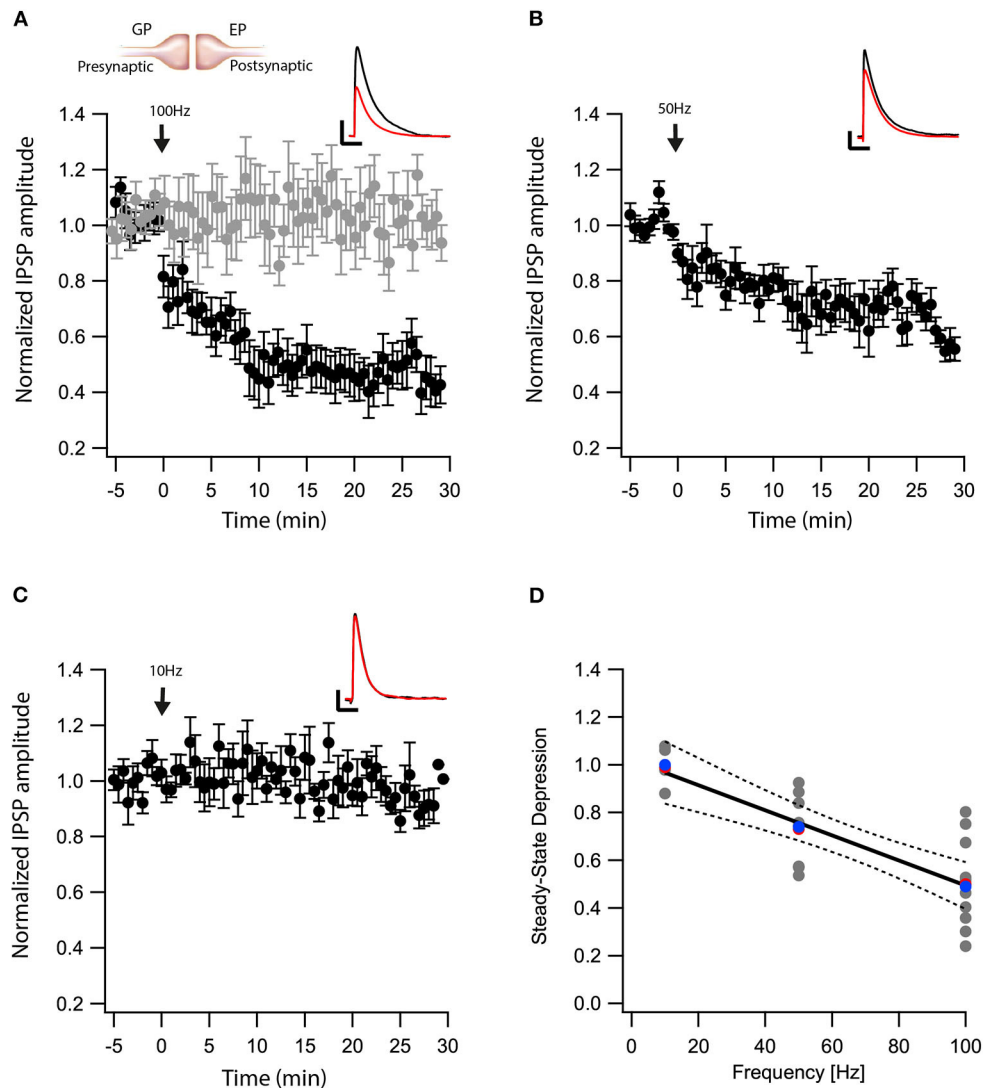 A
GP
EP
Presynaptic
Postsynaptic
100Hz
Normalized IPSP amplitude
1.4
1.2
1.0
0.8
0.6
0.4
0.2
-5 0 5 10 15 20 25 30
Time (min)
B
50Hz
Normalized IPSP amplitude
1.4
1.2
1.0
0.8
0.6
0.4
0.2
-5 0 5 10 15 20 25 30
Time (min)
C
10Hz
Normalized IPSP amplitude
1.4
1.2
1.0
0.8
0.6
0.4
0.2
-5 0 5 10 15 20 25 30
Time (min)
D
Steady-State Depression
1.4
1.2
1.0
0.8
0.6
0.4
0.2
0.0
0 20 40 60 80 100
Frequency [Hz]